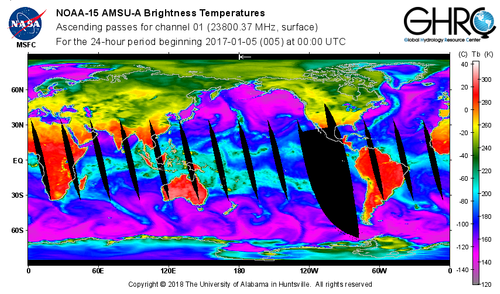 NASA
MSFC
NOAA-15 AMSU-A Brightness Temperatures
Ascending passes for channel 01 (23800.37 MHz, surface)
For the 24-hour period beginning 2017-01-05 (005) at 00:00 UTC
GHRC
Global Hydrology Resource Center
(C) Tb (K)
40
20
0
-20
-40
-60
-80
-100
-120
-140
300
280
260
240
220
200
180
160
140
120
60N
30N
EQ
30S
60S
0 60E 120E 180 120W 60W 0
Copyright © 2018 The University of Alabama in Huntsville. All rights reserved